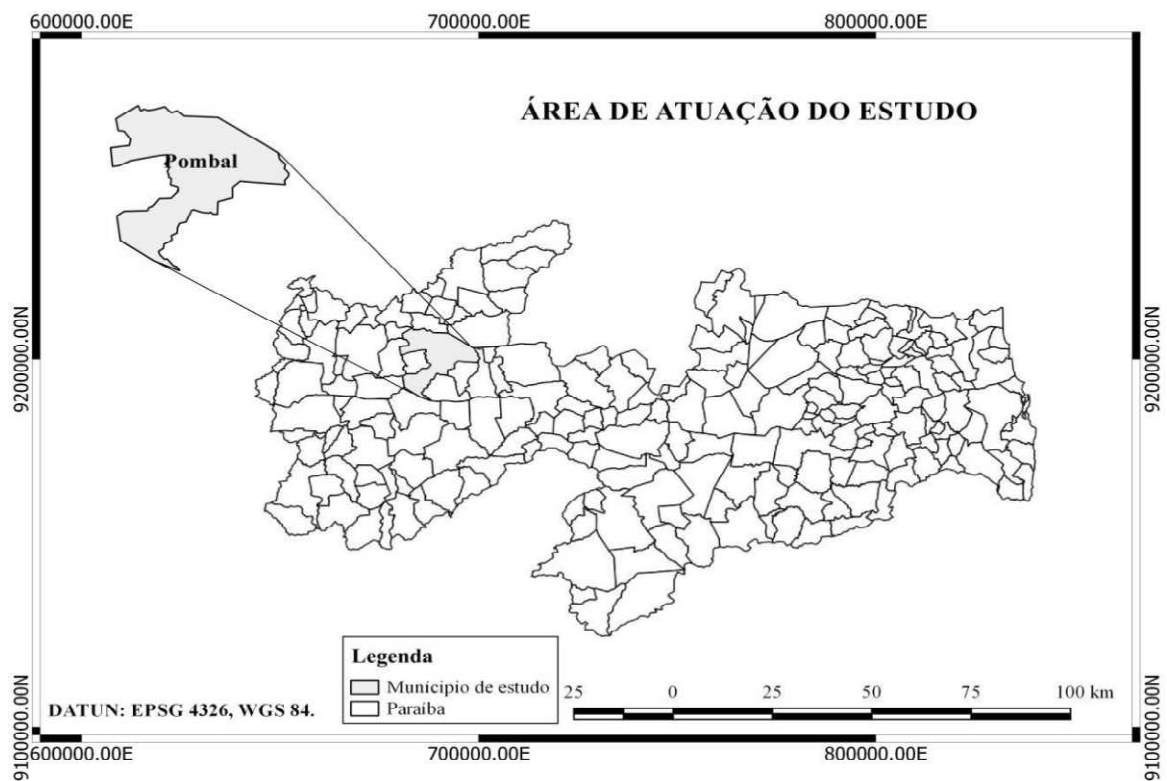 600000.00E 700000.00E 800000.00E
ÁREA DE ATUAÇÃO DO ESTUDO
Pombal
9200000.00N 9200000.00N
Legenda
Município de estudo
Paraíba
DATUN: EPSG 4326, WGS 84.
25 0 25 50 75 100 km
9100000.00N 9100000.00N
600000.00E 700000.00E 800000.00E